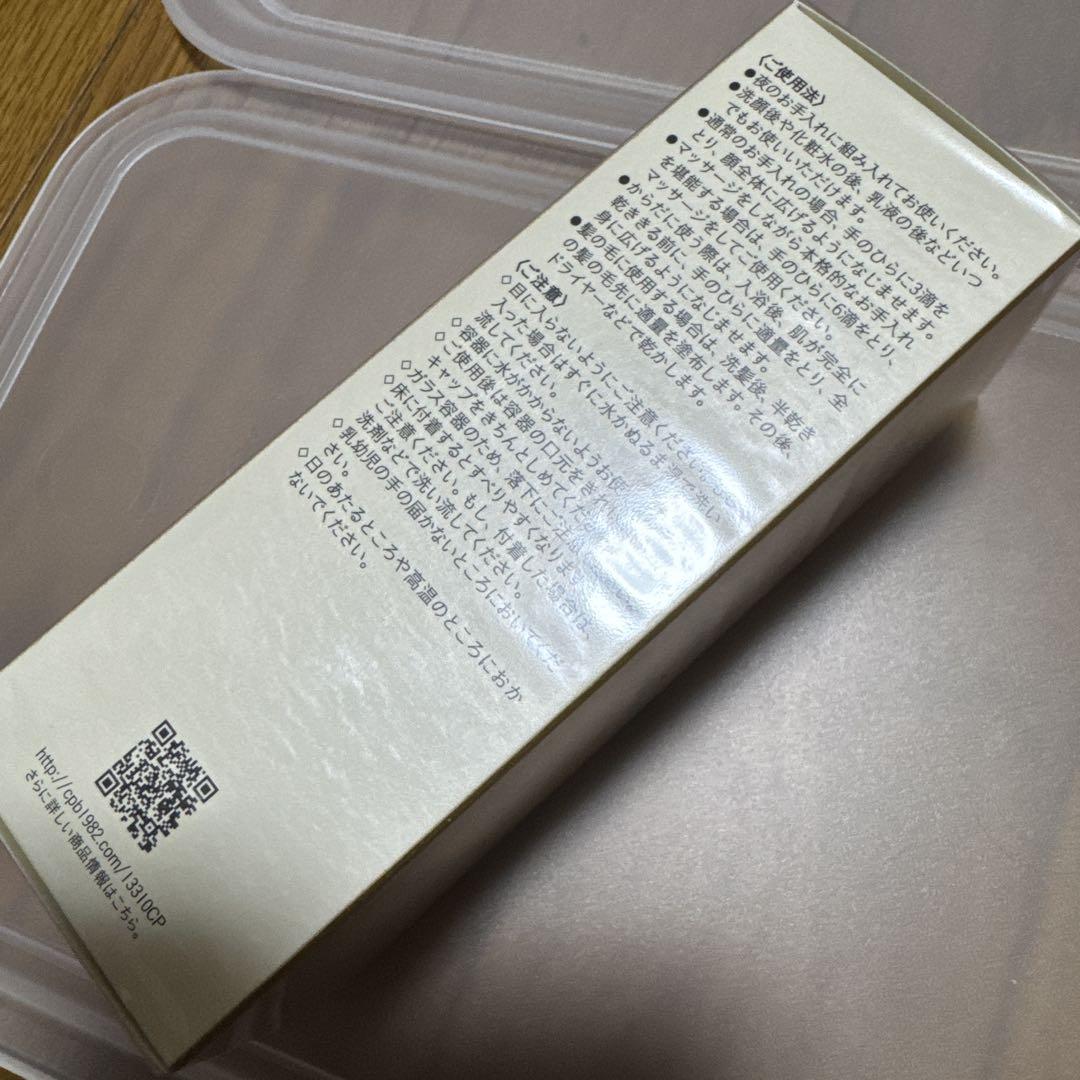 〈ご使用法〉
●夜のお手入れに組み入れてお使いください。
●洗顔後や化粧水の後、乳液の後などいつ
でもお使いいただけます。
●通常のお手入れの場合、手のひらに3滴を
とり、顔全体に広げるようになじませます。
●マッサージをしながら本格的なお手入れ
を堪能する場合は、手のひらに6滴をとり、
マッサージをしてご使用ください。
●からだに使う際は、入浴後、肌が完全に
乾ききる前に、手のひらに適量をとり、全
身に広げるようになじませます。
●髪の毛に使用する場合は、洗髪後、半乾き
の髪の毛先に適量を塗布します。その後、
ドライヤーなどで乾かします。
〈ご注意〉
◇目に入らないようにご注意ください。
入った場合はすぐに水かぬるま湯で洗い
流してください。
◇容器に水がかからないようお使
◇ご使用後は容器の口元をきれ
キャップをきちんとしめてくだ
さい。
◇ガラス容器のため、落下にご注
◇床に付着するとすべりやすくなりま
ご注意ください。もし、付着した場合は、
洗剤などで洗い流してください。
◇乳幼児の手の届かないところにおいてくだ
◇日のあたるところや高温のところにおか
ないでください。
http://cpb1982.com/13310CP
さらに詳しい商品情報はこちら。